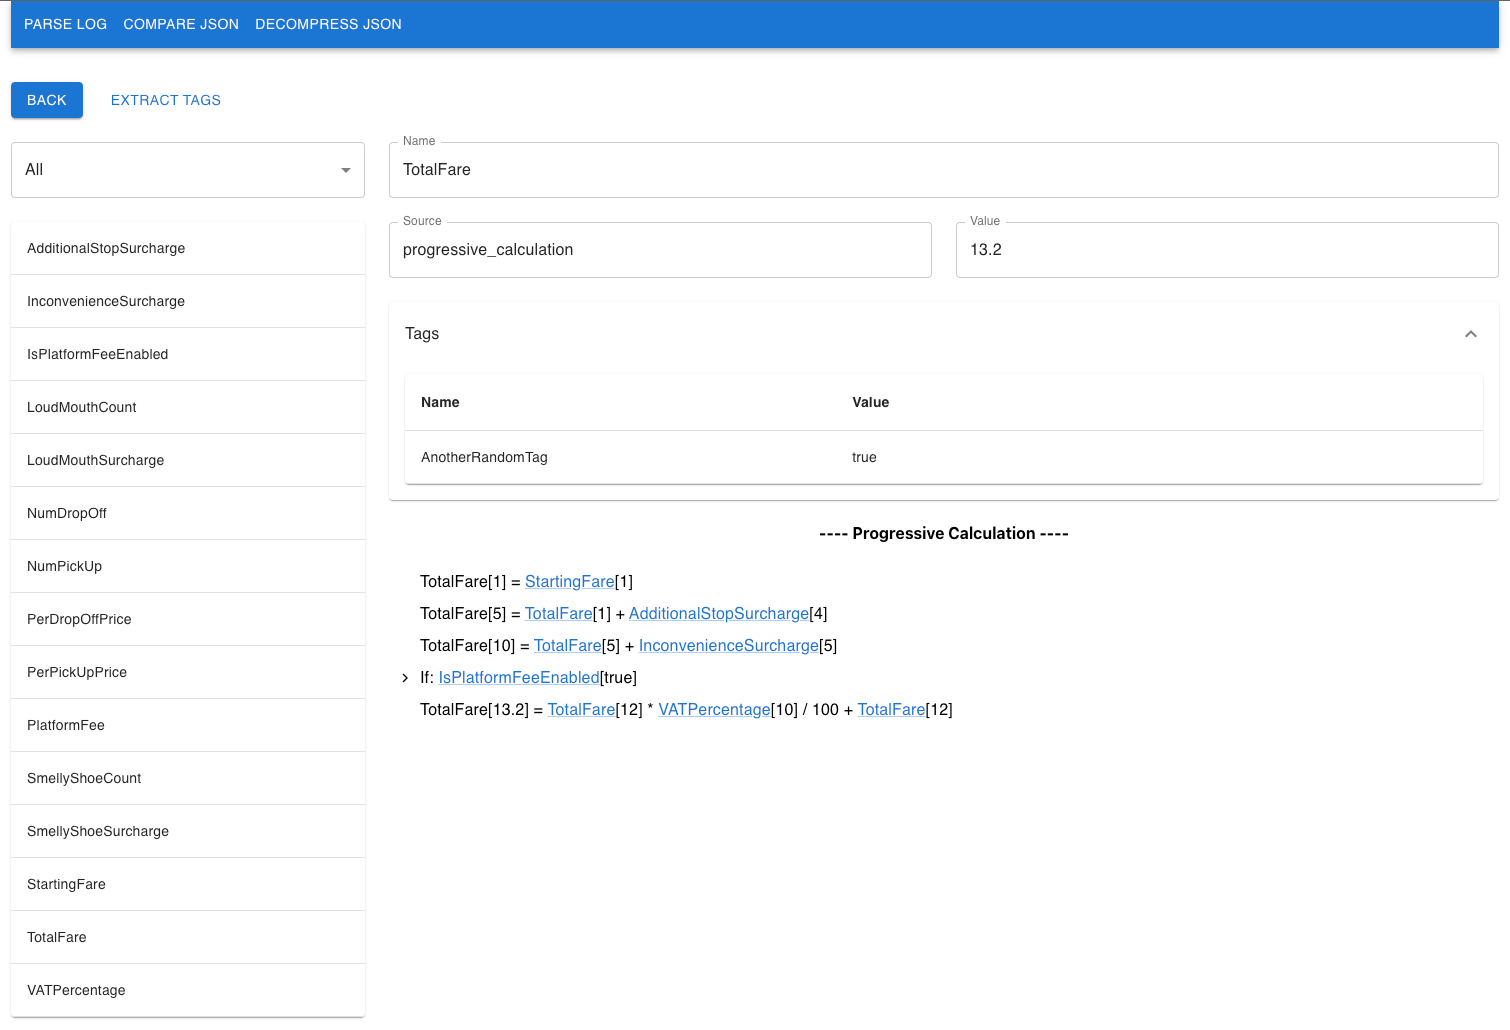 PARSE LOG COMPARE JSON DECOMPRESS JSON
BACK EXTRACT TAGS
All
AdditionalStopSurcharge
InconvenienceSurcharge
IsPlatformFeeEnabled
LoudMouthCount
LoudMouthSurcharge
NumDropOff
NumPickUp
PerDropOffPrice
PerPickUpPrice
PlatformFee
SmellyShoeCount
SmellyShoeSurcharge
StartingFare
TotalFare
VATPercentage
Name
TotalFare
Source
progressive_calculation
Value
13.2
Tags
Name Value
AnotherRandomTag true
---- Progressive Calculation ----
TotalFare[1] = StartingFare[1]
TotalFare[5] = TotalFare[1] + AdditionalStopSurcharge[4]
TotalFare[10] = TotalFare[5] + InconvenienceSurcharge[5]
If: IsPlatformFeeEnabled[true]
TotalFare[13.2] = TotalFare[12] * VATPercentage[10] / 100 + TotalFare[12]